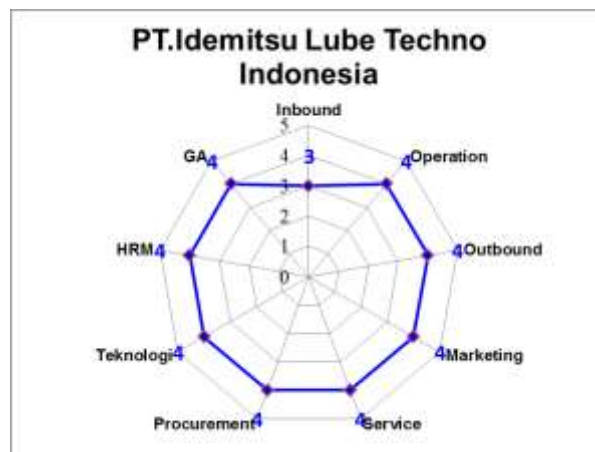 PT.Idemitsu Lube Techno
Indonesia
Inbound
5
4
3
2
1
0
3
GA
4
4
Operation
HRM
4
4
Outbound
Teknologi
4
4
Marketing
Procurement
4
4
Service